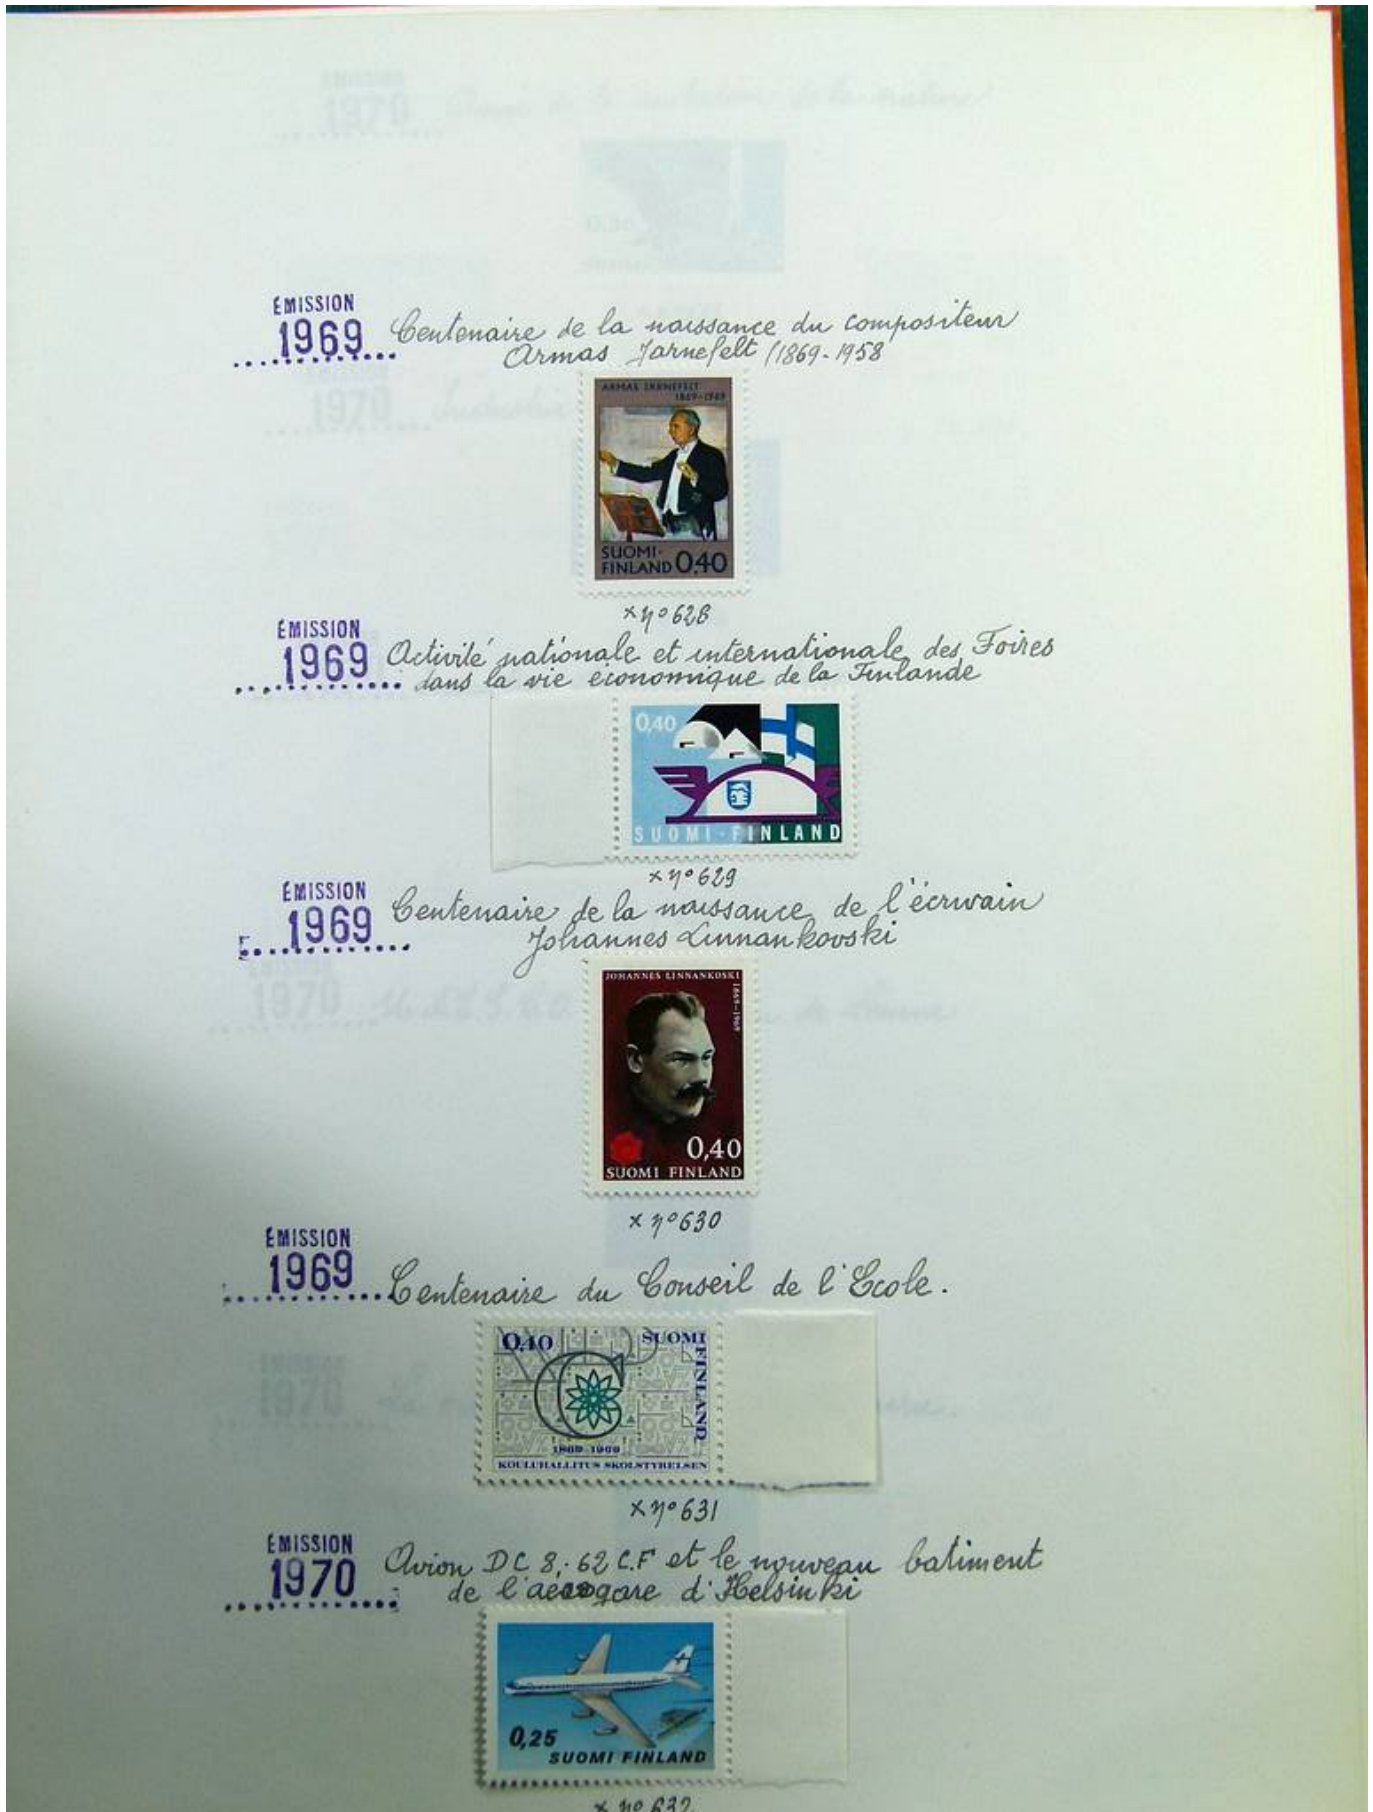 ÉMISSION
1969
Centenaire de la naissance du compositeur
Armas Jarnefelt (1869-1958
ARMAS JÄRNEFELT
1869-1969
SUOMI-
FINLAND 0,40
x n° 628
ÉMISSION
1969
Activité nationale et internationale des Foires
dans la vie économique de la Finlande
0,40
SUOMI-FINLAND
x n° 629
ÉMISSION
1969
Centenaire de la naissance de l'écrivain
Johannes Linnankovski
JOHANNES LINNANKOSKI
1869-1969
0,40
SUOMI FINLAND
x n° 630
ÉMISSION
1969
Centenaire du Conseil de l'Ecole.
0,40
SUOMI
FINLAND
1869-1969
KOULUHALLITUS SKOLSTYRELSEN
x n° 631
ÉMISSION
1970
Avion DC 8.62 C.F et le nouveau batiment
de l'aerogare d'Helsinki
0,25
SUOMI FINLAND
x n° 632